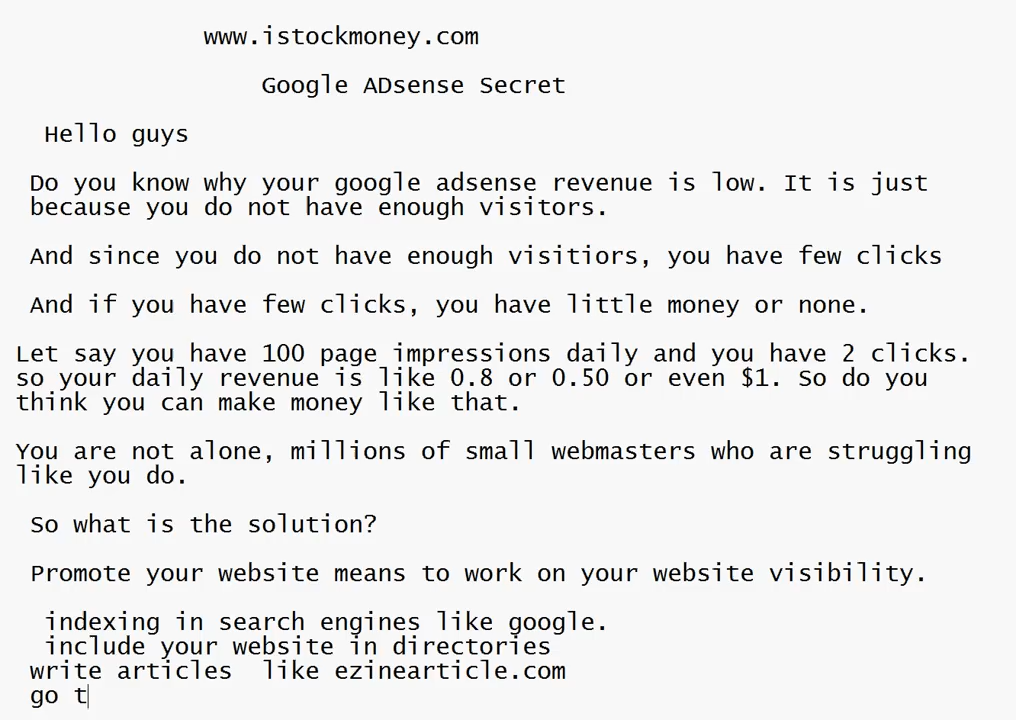 www.istockmoney.com
Google ADsense Secret
Hello guys
Do you know why your google adsense revenue is low. It is just
because you do not have enough visitors.
And since you do not have enough visitiors, you have few clicks
And if you have few clicks, you have little money or none.
Let say you have 100 page impressions daily and you have 2 clicks.
so your daily revenue is like 0.8 or 0.50 or even $1. So do you
think you can make money like that.
You are not alone, millions of small webmasters who are struggling
like you do.
So what is the solution?
Promote your website means to work on your website visibility.
indexing in search engines like google.
include your website in directories
write articles  like ezinearticle.com
go t